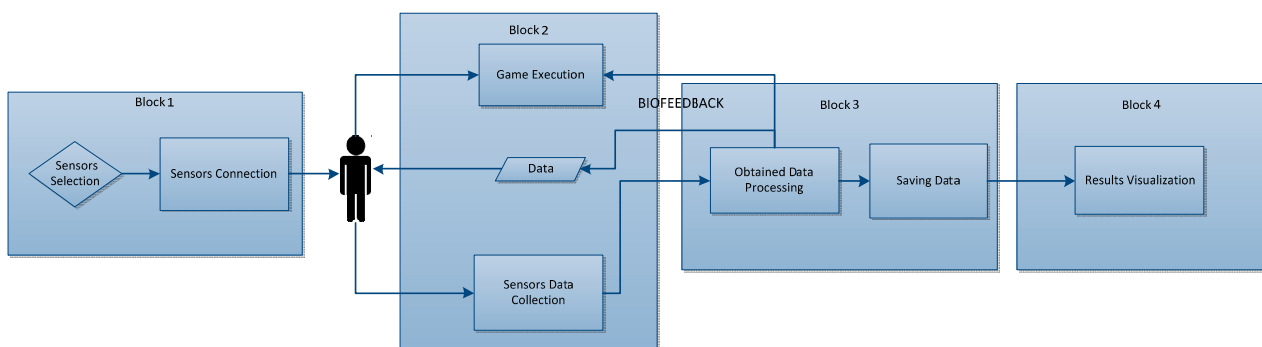 Block 1
Sensors
Selection
Sensors Connection
Block 2
Game Execution
Data
Sensors Data
Collection
BIOFEEDBACK
Block 3
Obtained Data
Processing
Saving Data
Block 4
Results Visualization